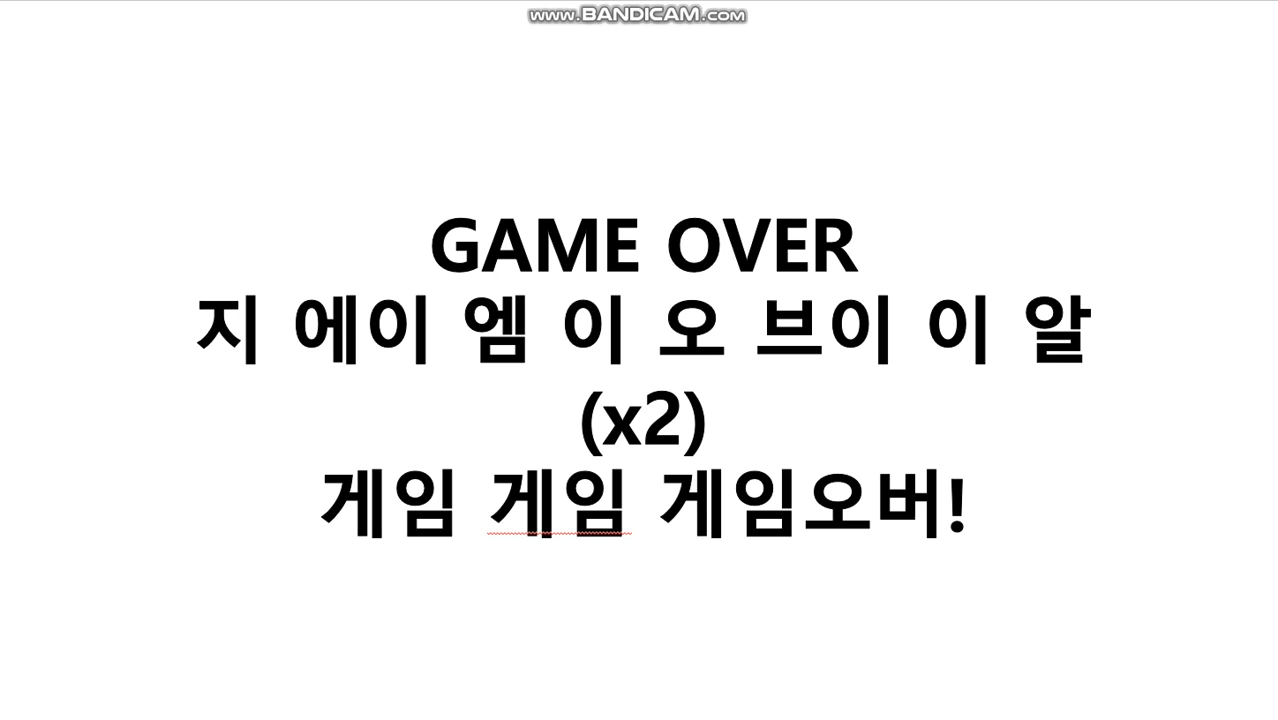 www.BANDICAM.com
GAME OVER
지 에이 엠 이 오 브이 이 알
(x2)
게임 게임 게임오버!